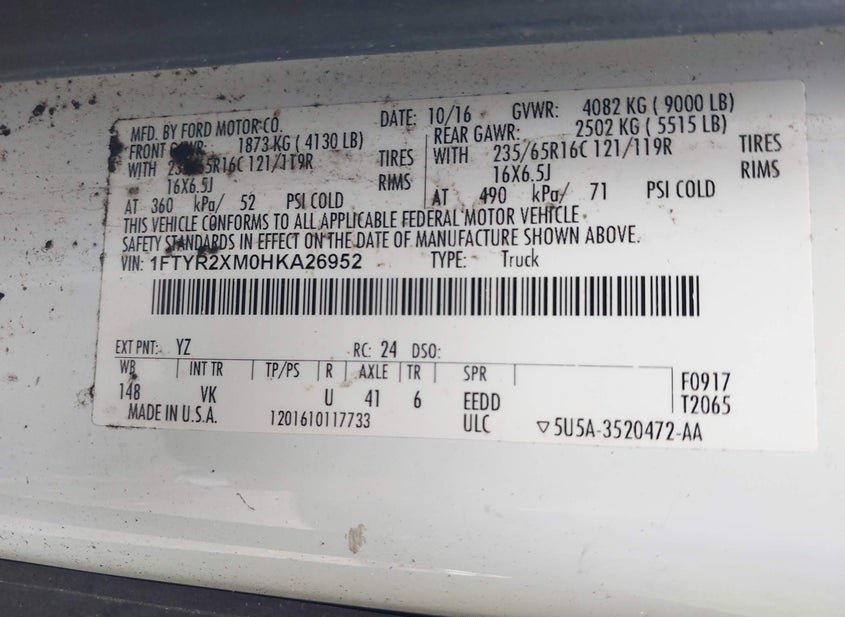 MFD. BY FORD MOTOR CO. DATE: 10/16 GVWR: 4082 KG ( 9000 LB)
FRONT 1873 KG ( 4130 LB) REAR GAWR: 2502 KG ( 5515 LB)
WITH 121/119R TIRES WITH 235/65R16C 121/119R TIRES
16X6.5J RIMS 16X6.5J RIMS
AT 360 kPa/ 52 PSI COLD AT 490 kPa/ 71 PSI COLD
THIS VEHICLE CONFORMS TO ALL APPLICABLE FEDERAL MOTOR VEHICLE
SAFETY STANDARDS IN EFFECT ON THE DATE OF MANUFACTURE SHOWN ABOVE.
VIN: 1FTYR2XM0HKA26952 TYPE: Truck
EXT PNT: YZ RC: 24 DSO:
WB INT TR TP/PS R AXLE TR SPR F0917
148 VK U 41 6 EEDD T2065
MADE IN U.S.A. 1201610117733 ULC ▽5U5A-3520472-AA